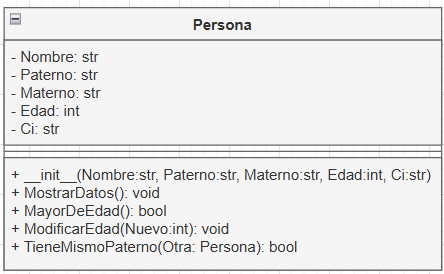 Persona
- Nombre: str
- Paterno: str
- Materno: str
- Edad: int
- Ci: str
+ __init__(Nombre:str, Paterno:str, Materno:str, Edad:int, Ci:str)
+ MostrarDatos(): void
+ MayorDeEdad(): bool
+ ModificarEdad(Nuevo:int): void
+ TieneMismoPaterno(Otra: Persona): bool